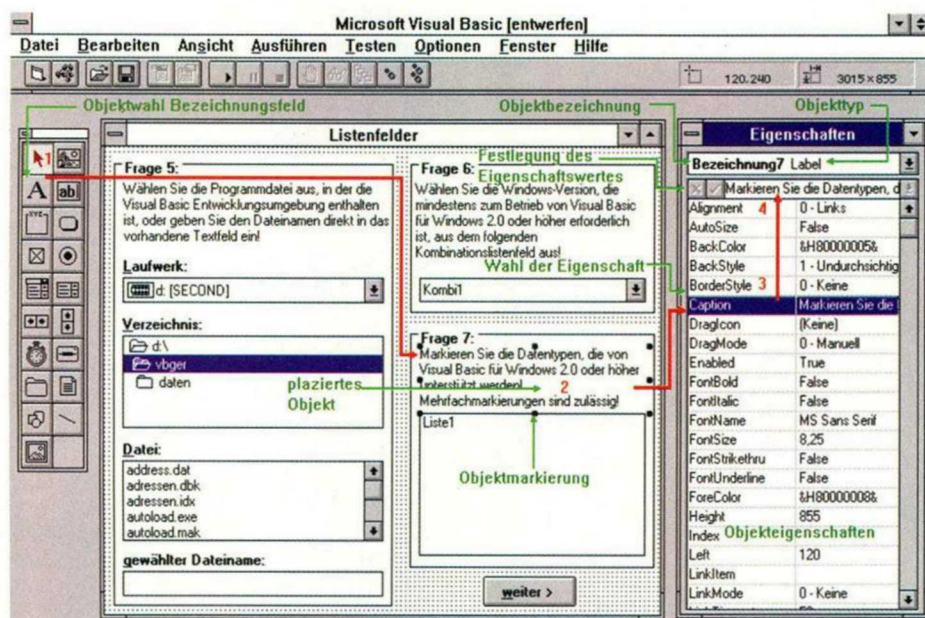 Microsoft Visual Basic [entwerfen]
Datei Bearbeiten Ansicht Ausführen Testen Optionen Fenster Hilfe
120,240
3015×855
Objektwahl Bezeichnungsfeld
Objektbezeichnung
Objekttyp
1
A
ab
XYZ
Listenfelder
Frage 5:
Wählen Sie die Programmdatei aus, in der die
Visual Basic Entwicklungsumgebung enthalten
ist, oder geben Sie den Dateinamen direkt in das
vorhandene Textfeld ein!
Laufwerk:
d: [SECOND]
Verzeichnis:
d:\
vbger
daten
Datei:
address.dat
adressen.dbk
adressen.idx
autoload.exe
autoload.mak
gewählter Dateiname:
Festlegung des
Eigenschaftswertes
Frage 6:
Wählen Sie die Windows-Version, die
mindestens zum Betrieb von Visual Basic
für Windows 2.0 oder höher erforderlich
ist, aus dem folgenden
Kombinationslistenfeld aus!
Wahl der Eigenschaft
Kombi1
Frage 7:
Markieren Sie die Datentypen, die von
Visual Basic für Windows 2.0 oder höher
unterstützt werden!
Mehrfachmarkierungen sind zulässig!
2
plaziertes
Objekt
Liste1
Objektmarkierung
weiter >
Eigenschaften
Bezeichnung7 Label
Markieren Sie die Datentypen, d
Alignment 4 0 - Links
AutoSize False
BackColor &H80000005&
BackStyle 1 - Undurchsichtig
BorderStyle 3 0 - Keine
Caption Markieren Sie die
DragIcon (Keine)
DragMode 0 - Manuell
Enabled True
FontBold False
FontItalic False
FontName MS Sans Serif
FontSize 8,25
FontStrikethru False
FontUnderline False
ForeColor &H80000008&
Height 855
Index Objekteigenschaften
Left 120
LinkItem
LinkMode 0 - Keine